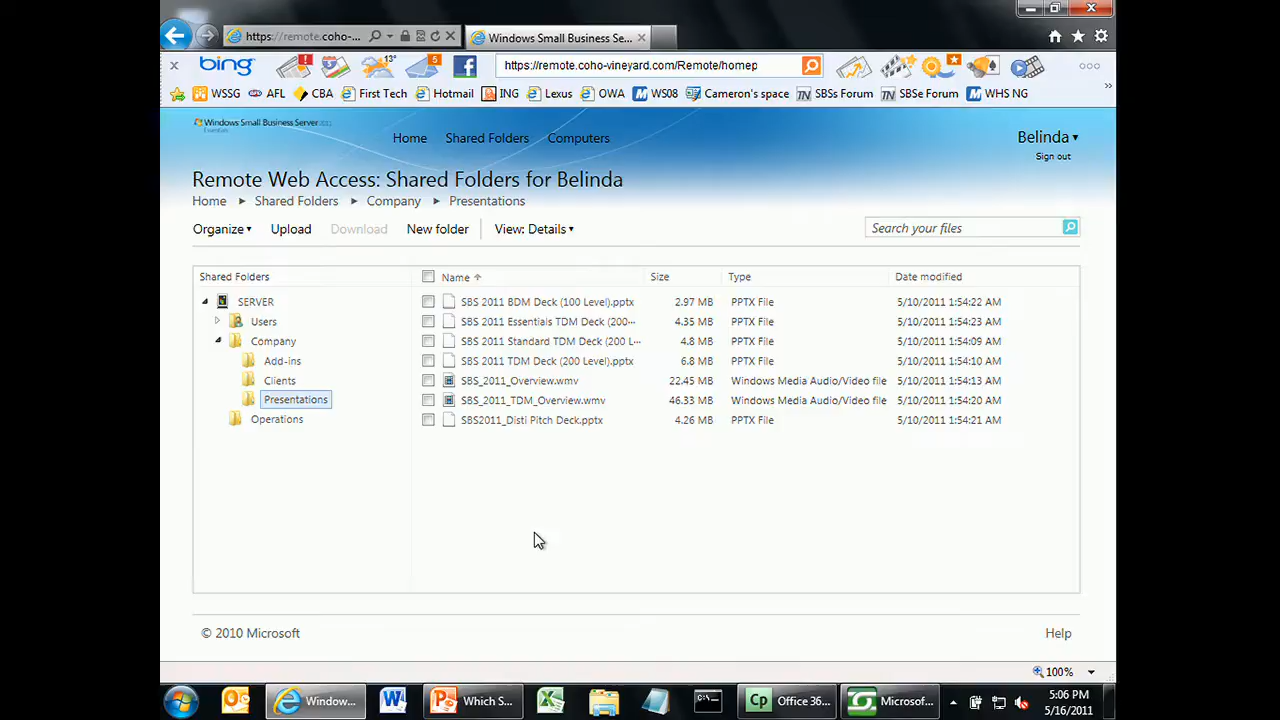 https://remote.coho-...
Windows Small Business Se...
bing
13°
5
https://remote.coho-vineyard.com/Remote/homep
WSSG
AFL
CBA
First Tech
Hotmail
ING
Lexus
OWA
WS08
Cameron's space
SBSs Forum
SBSe Forum
WHS NG
Windows Small Business Server 2011
Essentials
Home
Shared Folders
Computers
Belinda
Sign out
Remote Web Access: Shared Folders for Belinda
Home
Shared Folders
Company
Presentations
Organize
Upload
Download
New folder
View: Details
Search your files
Shared Folders
Name
Size
Type
Date modified
SERVER
Users
Company
Add-ins
Clients
Presentations
Operations
SBS 2011 BDM Deck (100 Level).pptx 2.97 MB PPTX File 5/10/2011 1:54:22 AM
SBS 2011 Essentials TDM Deck (200... 4.35 MB PPTX File 5/10/2011 1:54:23 AM
SBS 2011 Standard TDM Deck (200 L... 4.8 MB PPTX File 5/10/2011 1:54:09 AM
SBS 2011 TDM Deck (200 Level).pptx 6.8 MB PPTX File 5/10/2011 1:54:10 AM
SBS_2011_Overview.wmv 22.45 MB Windows Media Audio/Video file 5/10/2011 1:54:13 AM
SBS_2011_TDM_Overview.wmv 46.33 MB Windows Media Audio/Video file 5/10/2011 1:54:20 AM
SBS2011_Disti Pitch Deck.pptx 4.26 MB PPTX File 5/10/2011 1:54:21 AM
© 2010 Microsoft
Help
100%
Window...
Which S...
Office 36...
Microsof...
5:06 PM
5/16/2011